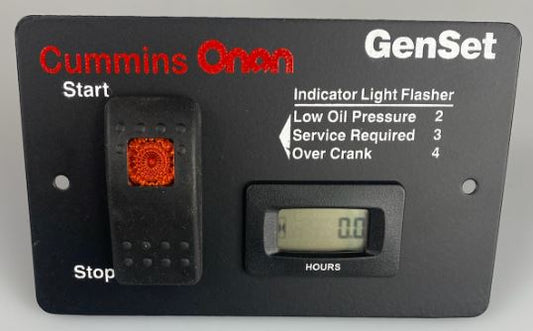 Cummins Onan
GenSet
Start
Indicator Light Flasher
Low Oil Pressure 2
Service Required 3
Over Crank 4
0.0
Stop
HOURS